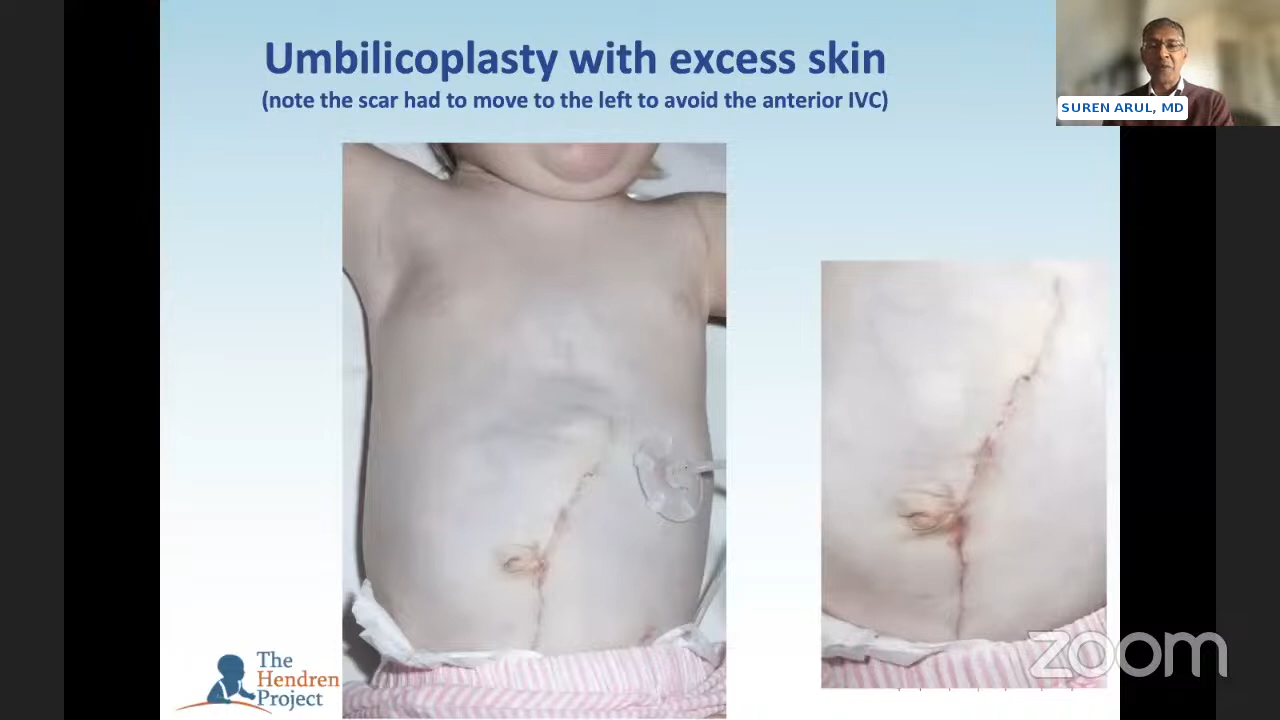 Umbilicoplasty with excess skin
(note the scar had to move to the left to avoid the anterior IVC)
SUREN ARUL, MD
The
Hendren
Project
zoom